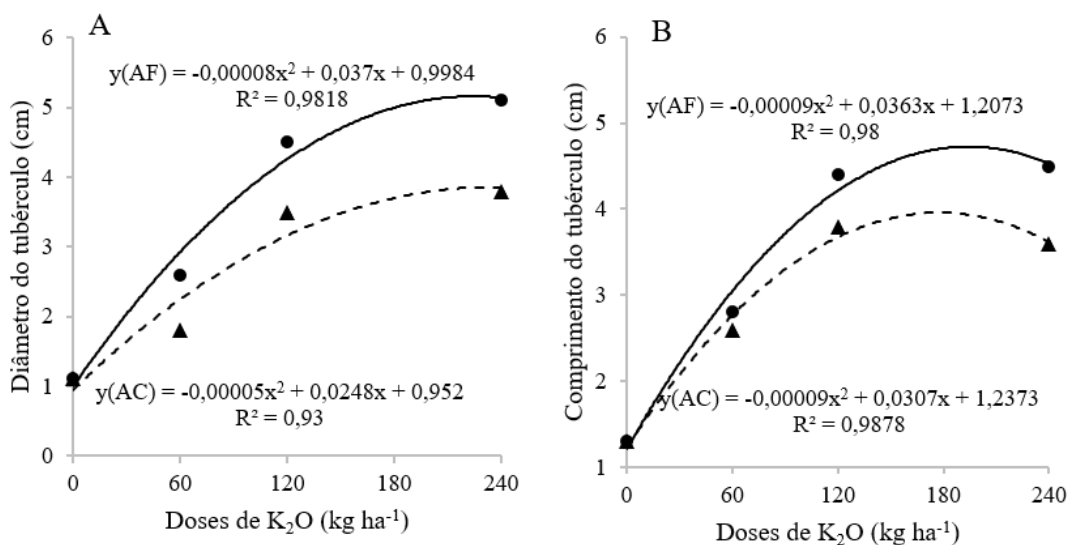 A
Diâmetro do tubérculo (cm)
6
5
4
3
2
1
0
y(AF) = -0,00008x² + 0,037x + 0,9984
R² = 0,9818
y(AC) = -0,00005x² + 0,0248x + 0,952
R² = 0,93
0 60 120 180 240
Doses de K₂O (kg ha⁻¹)
B
Comprimento do tubérculo (cm)
6
5
4
3
2
1
y(AF) = -0,00009x² + 0,0363x + 1,2073
R² = 0,98
y(AC) = -0,00009x² + 0,0307x + 1,2373
R² = 0,9878
0 60 120 180 240
Doses de K₂O (kg ha⁻¹)